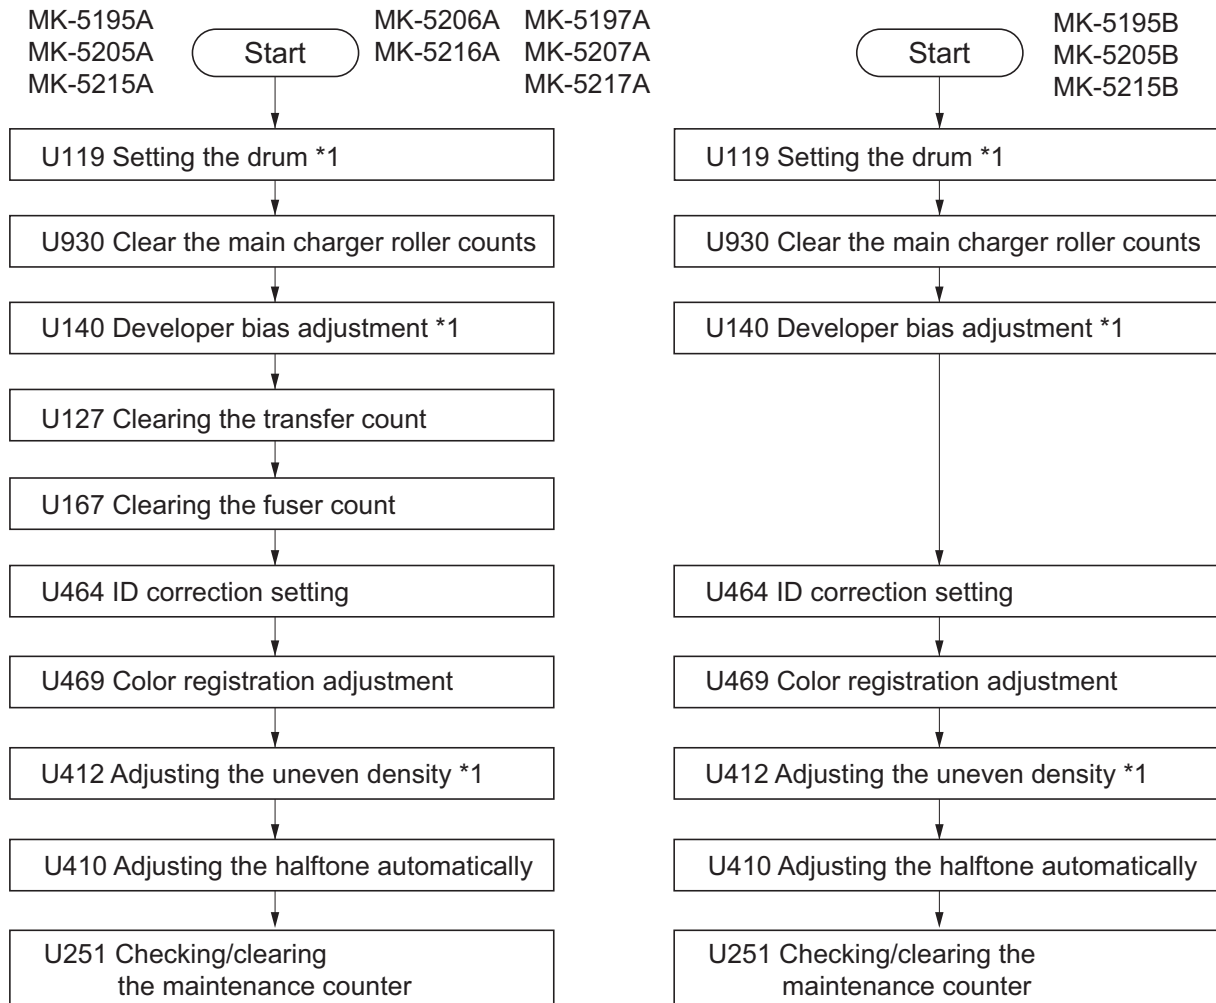 MK-5195A
MK-5205A
MK-5215A
Start
MK-5206A
MK-5216A
MK-5197A
MK-5207A
MK-5217A
U119 Setting the drum *1
U930 Clear the main charger roller counts
U140 Developer bias adjustment *1
U127 Clearing the transfer count
U167 Clearing the fuser count
U464 ID correction setting
U469 Color registration adjustment
U412 Adjusting the uneven density *1
U410 Adjusting the halftone automatically
U251 Checking/clearing
the maintenance counter
Start
MK-5195B
MK-5205B
MK-5215B
U119 Setting the drum *1
U930 Clear the main charger roller counts
U140 Developer bias adjustment *1
U464 ID correction setting
U469 Color registration adjustment
U412 Adjusting the uneven density *1
U410 Adjusting the halftone automatically
U251 Checking/clearing the
maintenance counter